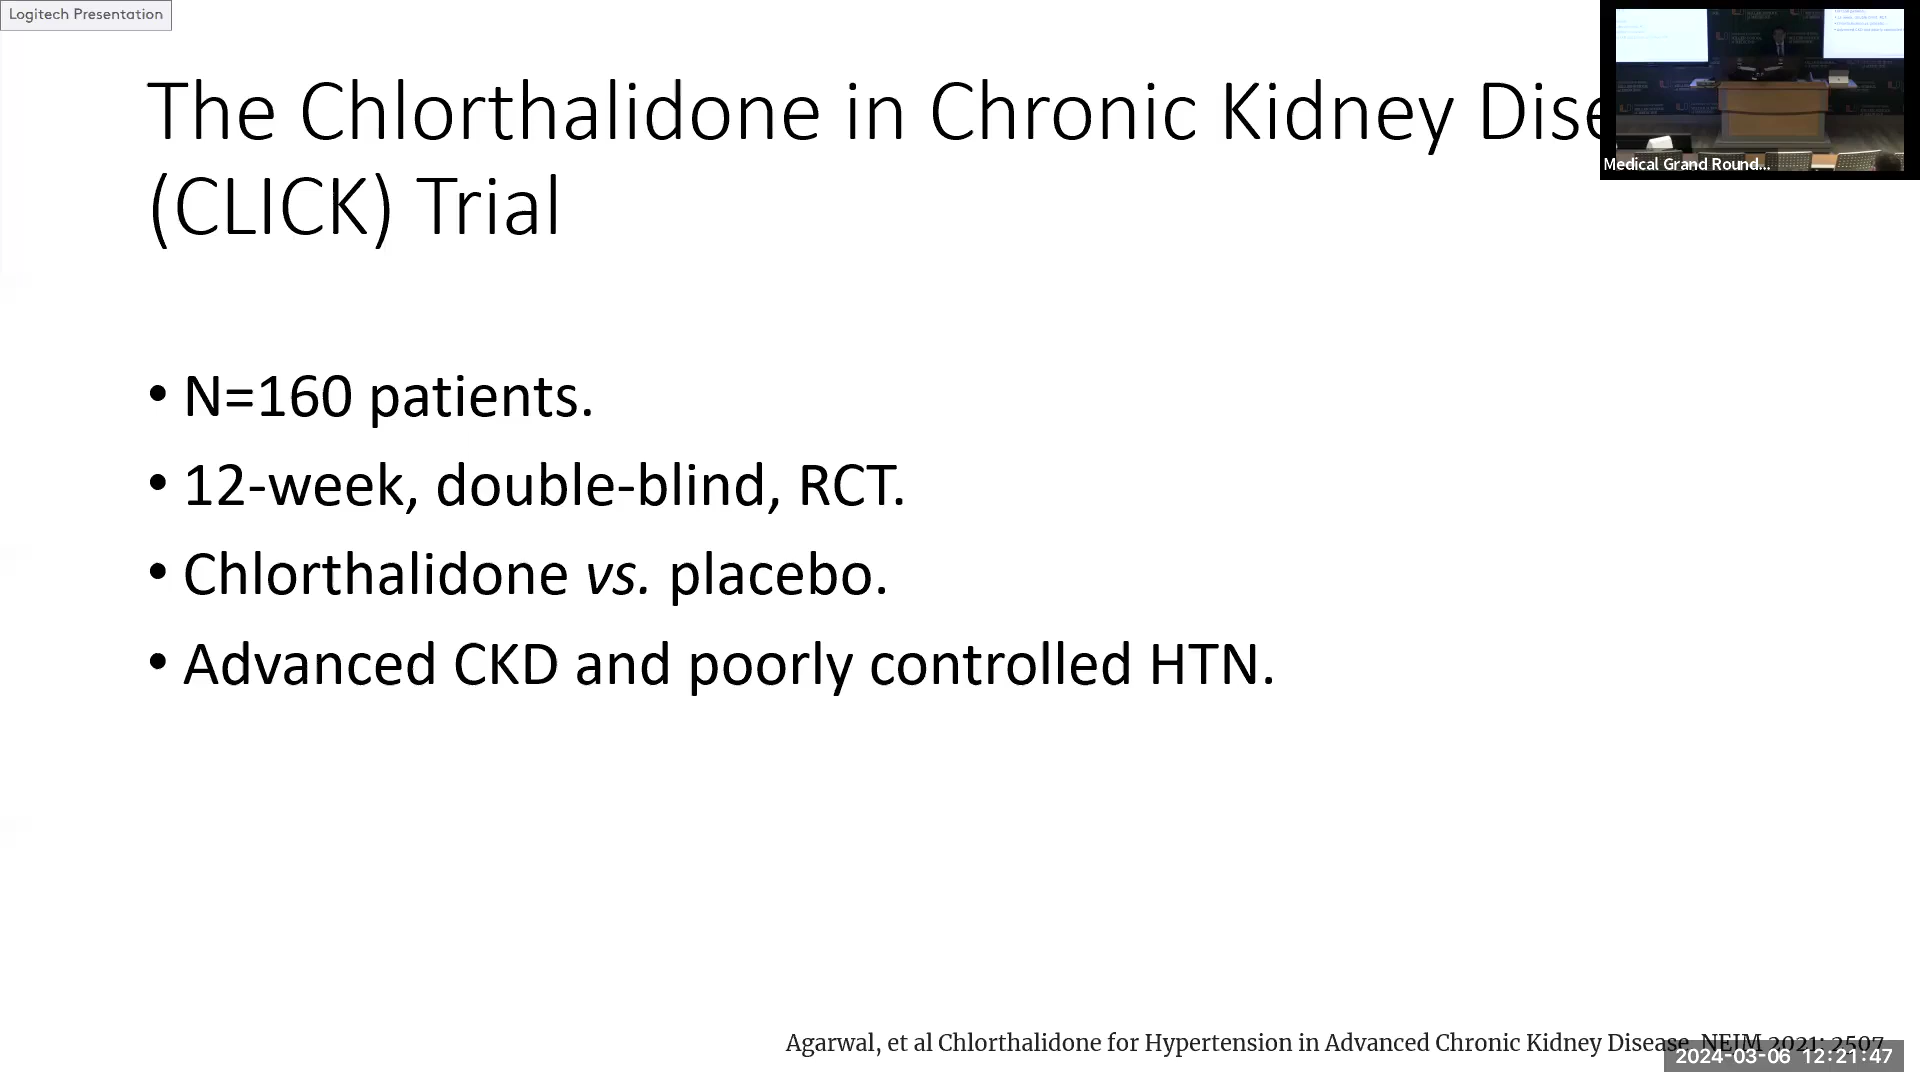 Logitech Presentation
The Chlorthalidone in Chronic Kidney Dise
(CLICK) Trial
Medical Grand Round...
• N=160 patients.
• 12-week, double-blind, RCT.
• Chlorthalidone vs. placebo.
• Advanced CKD and poorly controlled HTN.
Agarwal, et al Chlorthalidone for Hypertension in Advanced Chronic Kidney Disease. NEJM 2021; 2507
2024-03-06 12:21:47